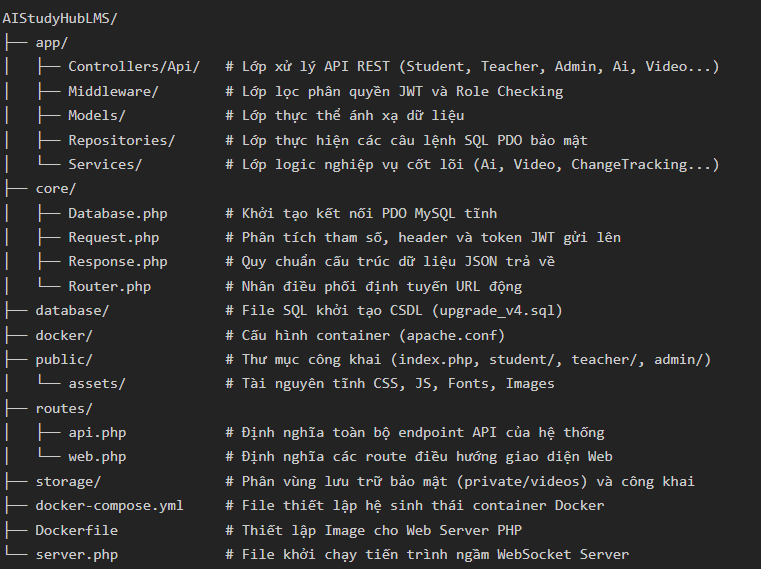 AIStudyHubLMS/
├── app/
│   ├── Controllers/Api/   # Lớp xử lý API REST (Student, Teacher, Admin, Ai, Video...)
│   ├── Middleware/        # Lớp lọc phân quyền JWT và Role Checking
│   ├── Models/            # Lớp thực thể ánh xạ dữ liệu
│   ├── Repositories/      # Lớp thực hiện các câu lệnh SQL PDO bảo mật
│   └── Services/          # Lớp logic nghiệp vụ cốt lõi (Ai, Video, ChangeTracking...)
├── core/
│   ├── Database.php       # Khởi tạo kết nối PDO MySQL tĩnh
│   ├── Request.php        # Phân tích tham số, header và token JWT gửi lên
│   ├── Response.php       # Quy chuẩn cấu trúc dữ liệu JSON trả về
│   └── Router.php         # Nhân điều phối định tuyến URL động
├── database/              # File SQL khởi tạo CSDL (upgrade_v4.sql)
├── docker/                # Cấu hình container (apache.conf)
├── public/                # Thư mục công khai (index.php, student/, teacher/, admin/)
│   └── assets/            # Tài nguyên tĩnh CSS, JS, Fonts, Images
├── routes/
│   ├── api.php            # Định nghĩa toàn bộ endpoint API của hệ thống
│   └── web.php            # Định nghĩa các route điều hướng giao diện Web
├── storage/               # Phân vùng lưu trữ bảo mật (private/videos) và công khai
├── docker-compose.yml     # File thiết lập hệ sinh thái container Docker
├── Dockerfile             # Thiết lập Image cho Web Server PHP
└── server.php             # File khởi chạy tiến trình ngầm WebSocket Server